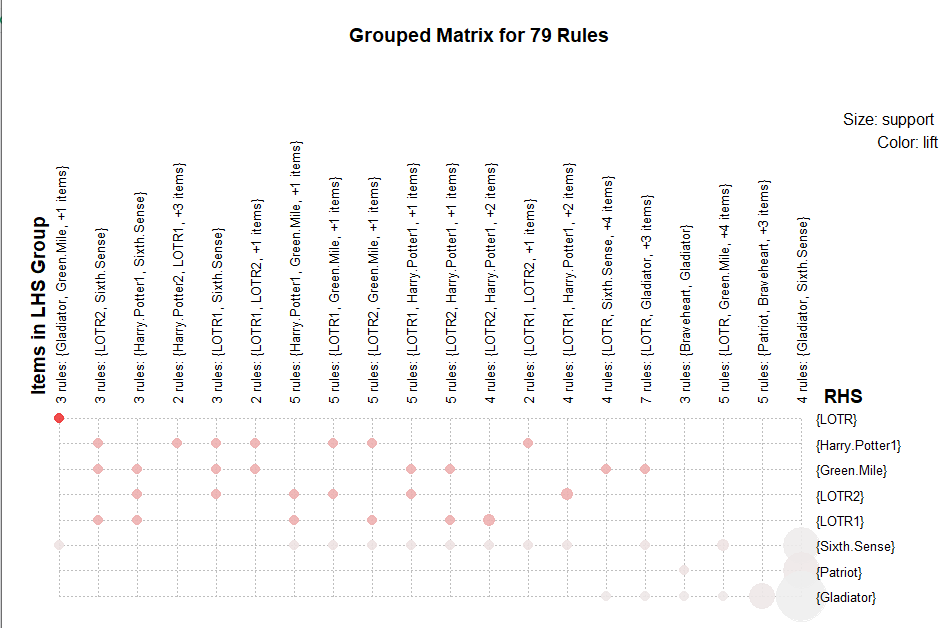 Grouped Matrix for 79 Rules
Size: support
Color: lift
Items in LHS Group
3 rules: {Gladiator, Green.Mile, +1 items}
3 rules: {LOTR2, Sixth.Sense}
3 rules: {Harry.Potter1, Sixth.Sense}
2 rules: {Harry.Potter2, LOTR1, +3 items}
3 rules: {LOTR1, Sixth.Sense}
2 rules: {LOTR1, LOTR2, +1 items}
5 rules: {Harry.Potter1, Green.Mile, +1 items}
5 rules: {LOTR1, Green.Mile, +1 items}
5 rules: {LOTR2, Green.Mile, +1 items}
5 rules: {LOTR1, Harry.Potter1, +1 items}
5 rules: {LOTR2, Harry.Potter1, +1 items}
4 rules: {LOTR2, Harry.Potter1, +2 items}
2 rules: {LOTR1, LOTR2, +1 items}
4 rules: {LOTR1, Harry.Potter1, +2 items}
4 rules: {LOTR, Sixth.Sense, +4 items}
7 rules: {LOTR, Gladiator, +3 items}
3 rules: {Braveheart, Gladiator}
5 rules: {LOTR, Green.Mile, +4 items}
5 rules: {Patriot, Braveheart, +3 items}
4 rules: {Gladiator, Sixth.Sense}
RHS
{LOTR}
{Harry.Potter1}
{Green.Mile}
{LOTR2}
{LOTR1}
{Sixth.Sense}
{Patriot}
{Gladiator}